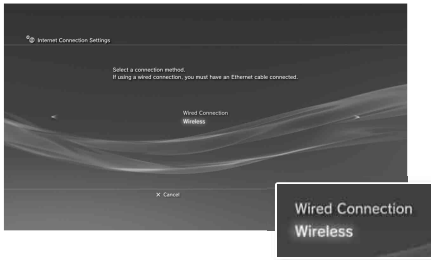 Internet Connection Settings
Select a connection method.
If using a wired connection, you must have an Ethernet cable connected.
Wired Connection
Wireless
X Cancel
Wired Connection
Wireless